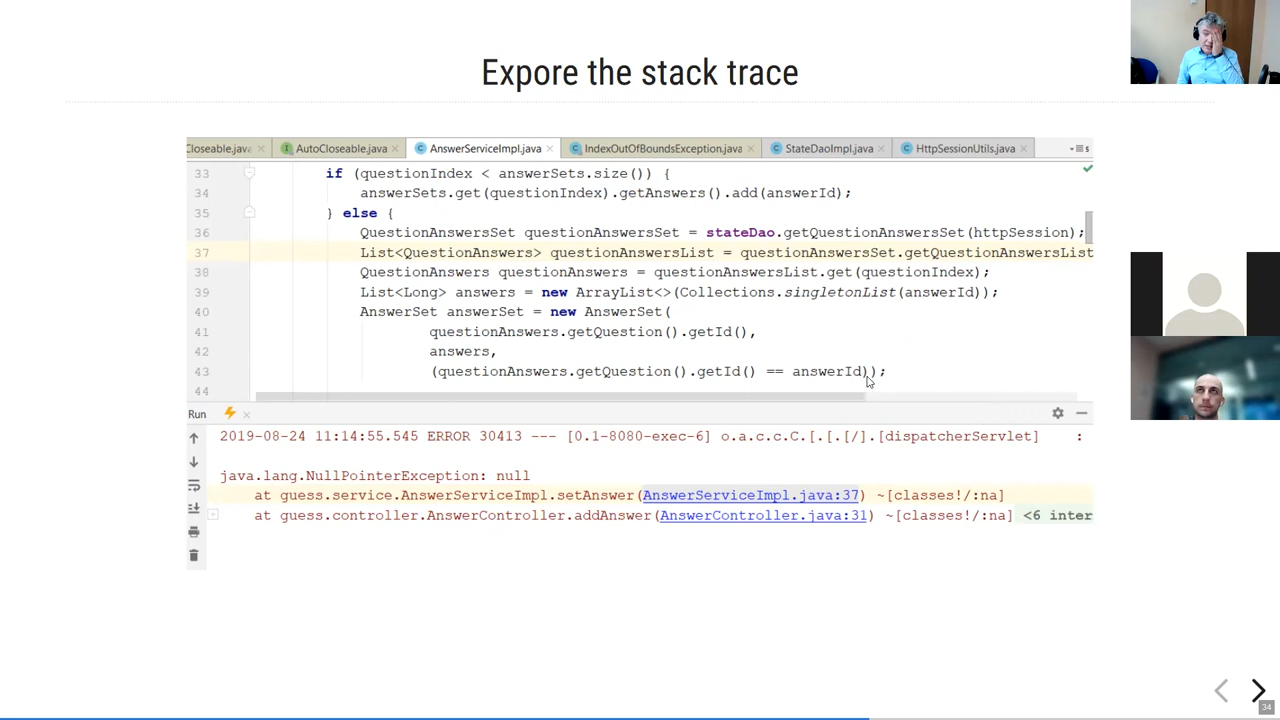 Expore the stack trace
Closeable.java
AutoCloseable.java
AnswerServiceImpl.java
IndexOutOfBoundsException.java
StateDaoImpl.java
HttpSessionUtils.java
33 if (questionIndex < answerSets.size()) {
34 answerSets.get(questionIndex).getAnswers().add(answerId);
35 } else {
36 QuestionAnswersSet questionAnswersSet = stateDao.getQuestionAnswersSet(httpSession);
37 List<QuestionAnswers> questionAnswersList = questionAnswersSet.getQuestionAnswersList
38 QuestionAnswers questionAnswers = questionAnswersList.get(questionIndex);
39 List<Long> answers = new ArrayList<>(Collections.singletonList(answerId));
40 AnswerSet answerSet = new AnswerSet(
41 questionAnswers.getQuestion().getId(),
42 answers,
43 (questionAnswers.getQuestion().getId() == answerId));
44
Run
2019-08-24 11:14:55.545 ERROR 30413 --- [0.1-8080-exec-6] o.a.c.c.C.[.[.[/].[dispatcherServlet] :
java.lang.NullPointerException: null
at guess.service.AnswerServiceImpl.setAnswer(AnswerServiceImpl.java:37) ~[classes!/:na]
at guess.controller.AnswerController.addAnswer(AnswerController.java:31) ~[classes!/:na] <6 inter
34